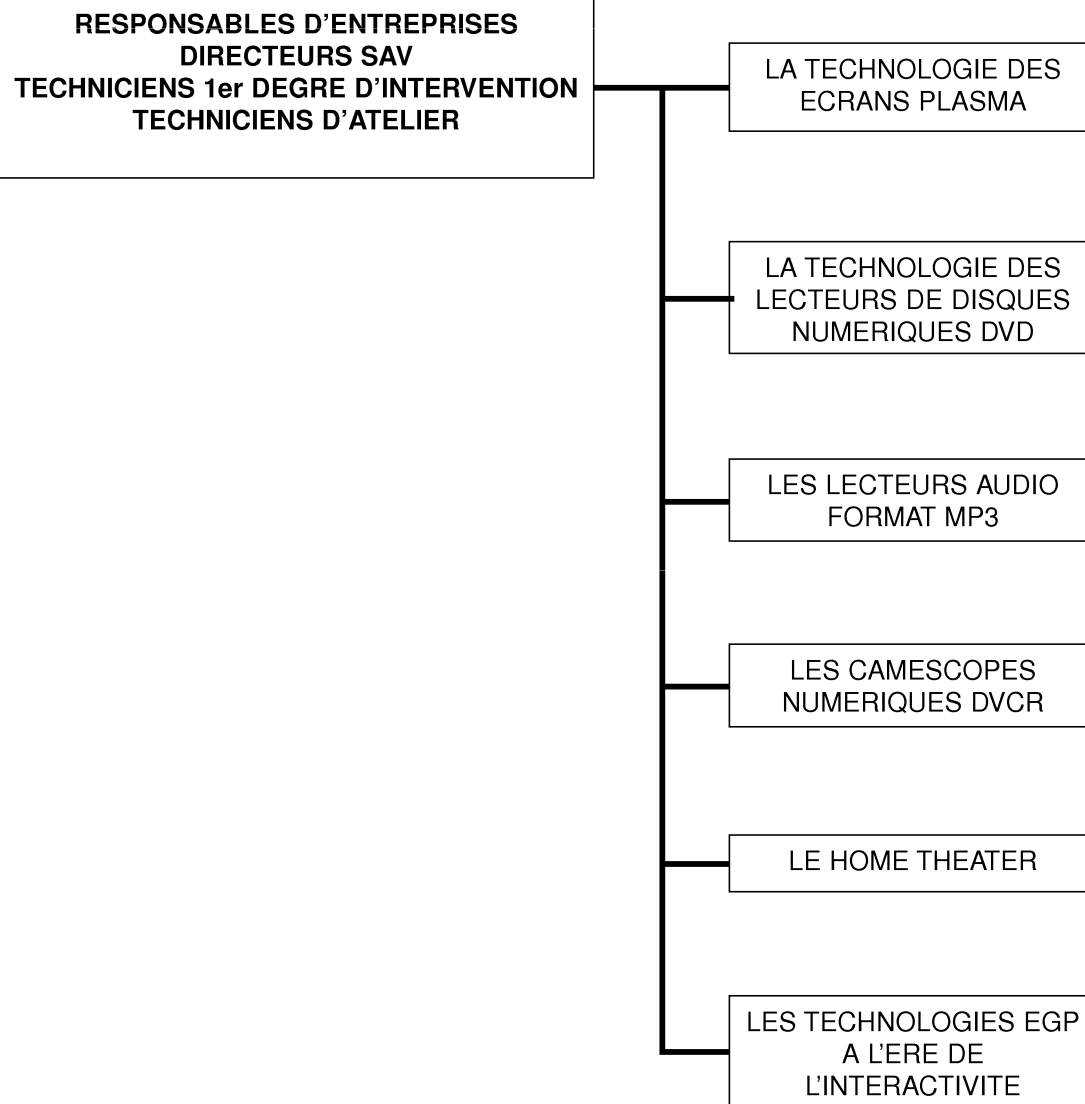 RESPONSABLES D'ENTREPRISES
DIRECTEURS SAV
TECHNICIENS 1er DEGRE D'INTERVENTION
TECHNICIENS D'ATELIER
LA TECHNOLOGIE DES
ECRANS PLASMA
LA TECHNOLOGIE DES
LECTEURS DE DISQUES
NUMERIQUES DVD
LES LECTEURS AUDIO
FORMAT MP3
LES CAMESCOPES
NUMERIQUES DVCR
LE HOME THEATER
LES TECHNOLOGIES EGP
A L'ERE DE
L'INTERACTIVITE